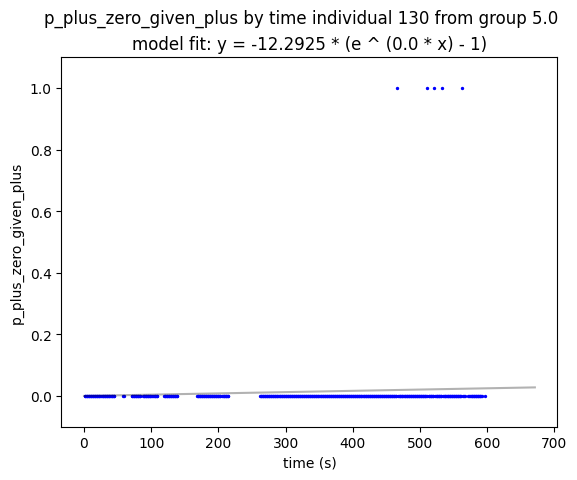 p_plus_zero_given_plus by time individual 130 from group 5.0
model fit: y = -12.2925 * (e ^ (0.0 * x) - 1)
1.0
0.8
0.6
0.4
0.2
0.0
p_plus_zero_given_plus
0 100 200 300 400 500 600 700
time (s)